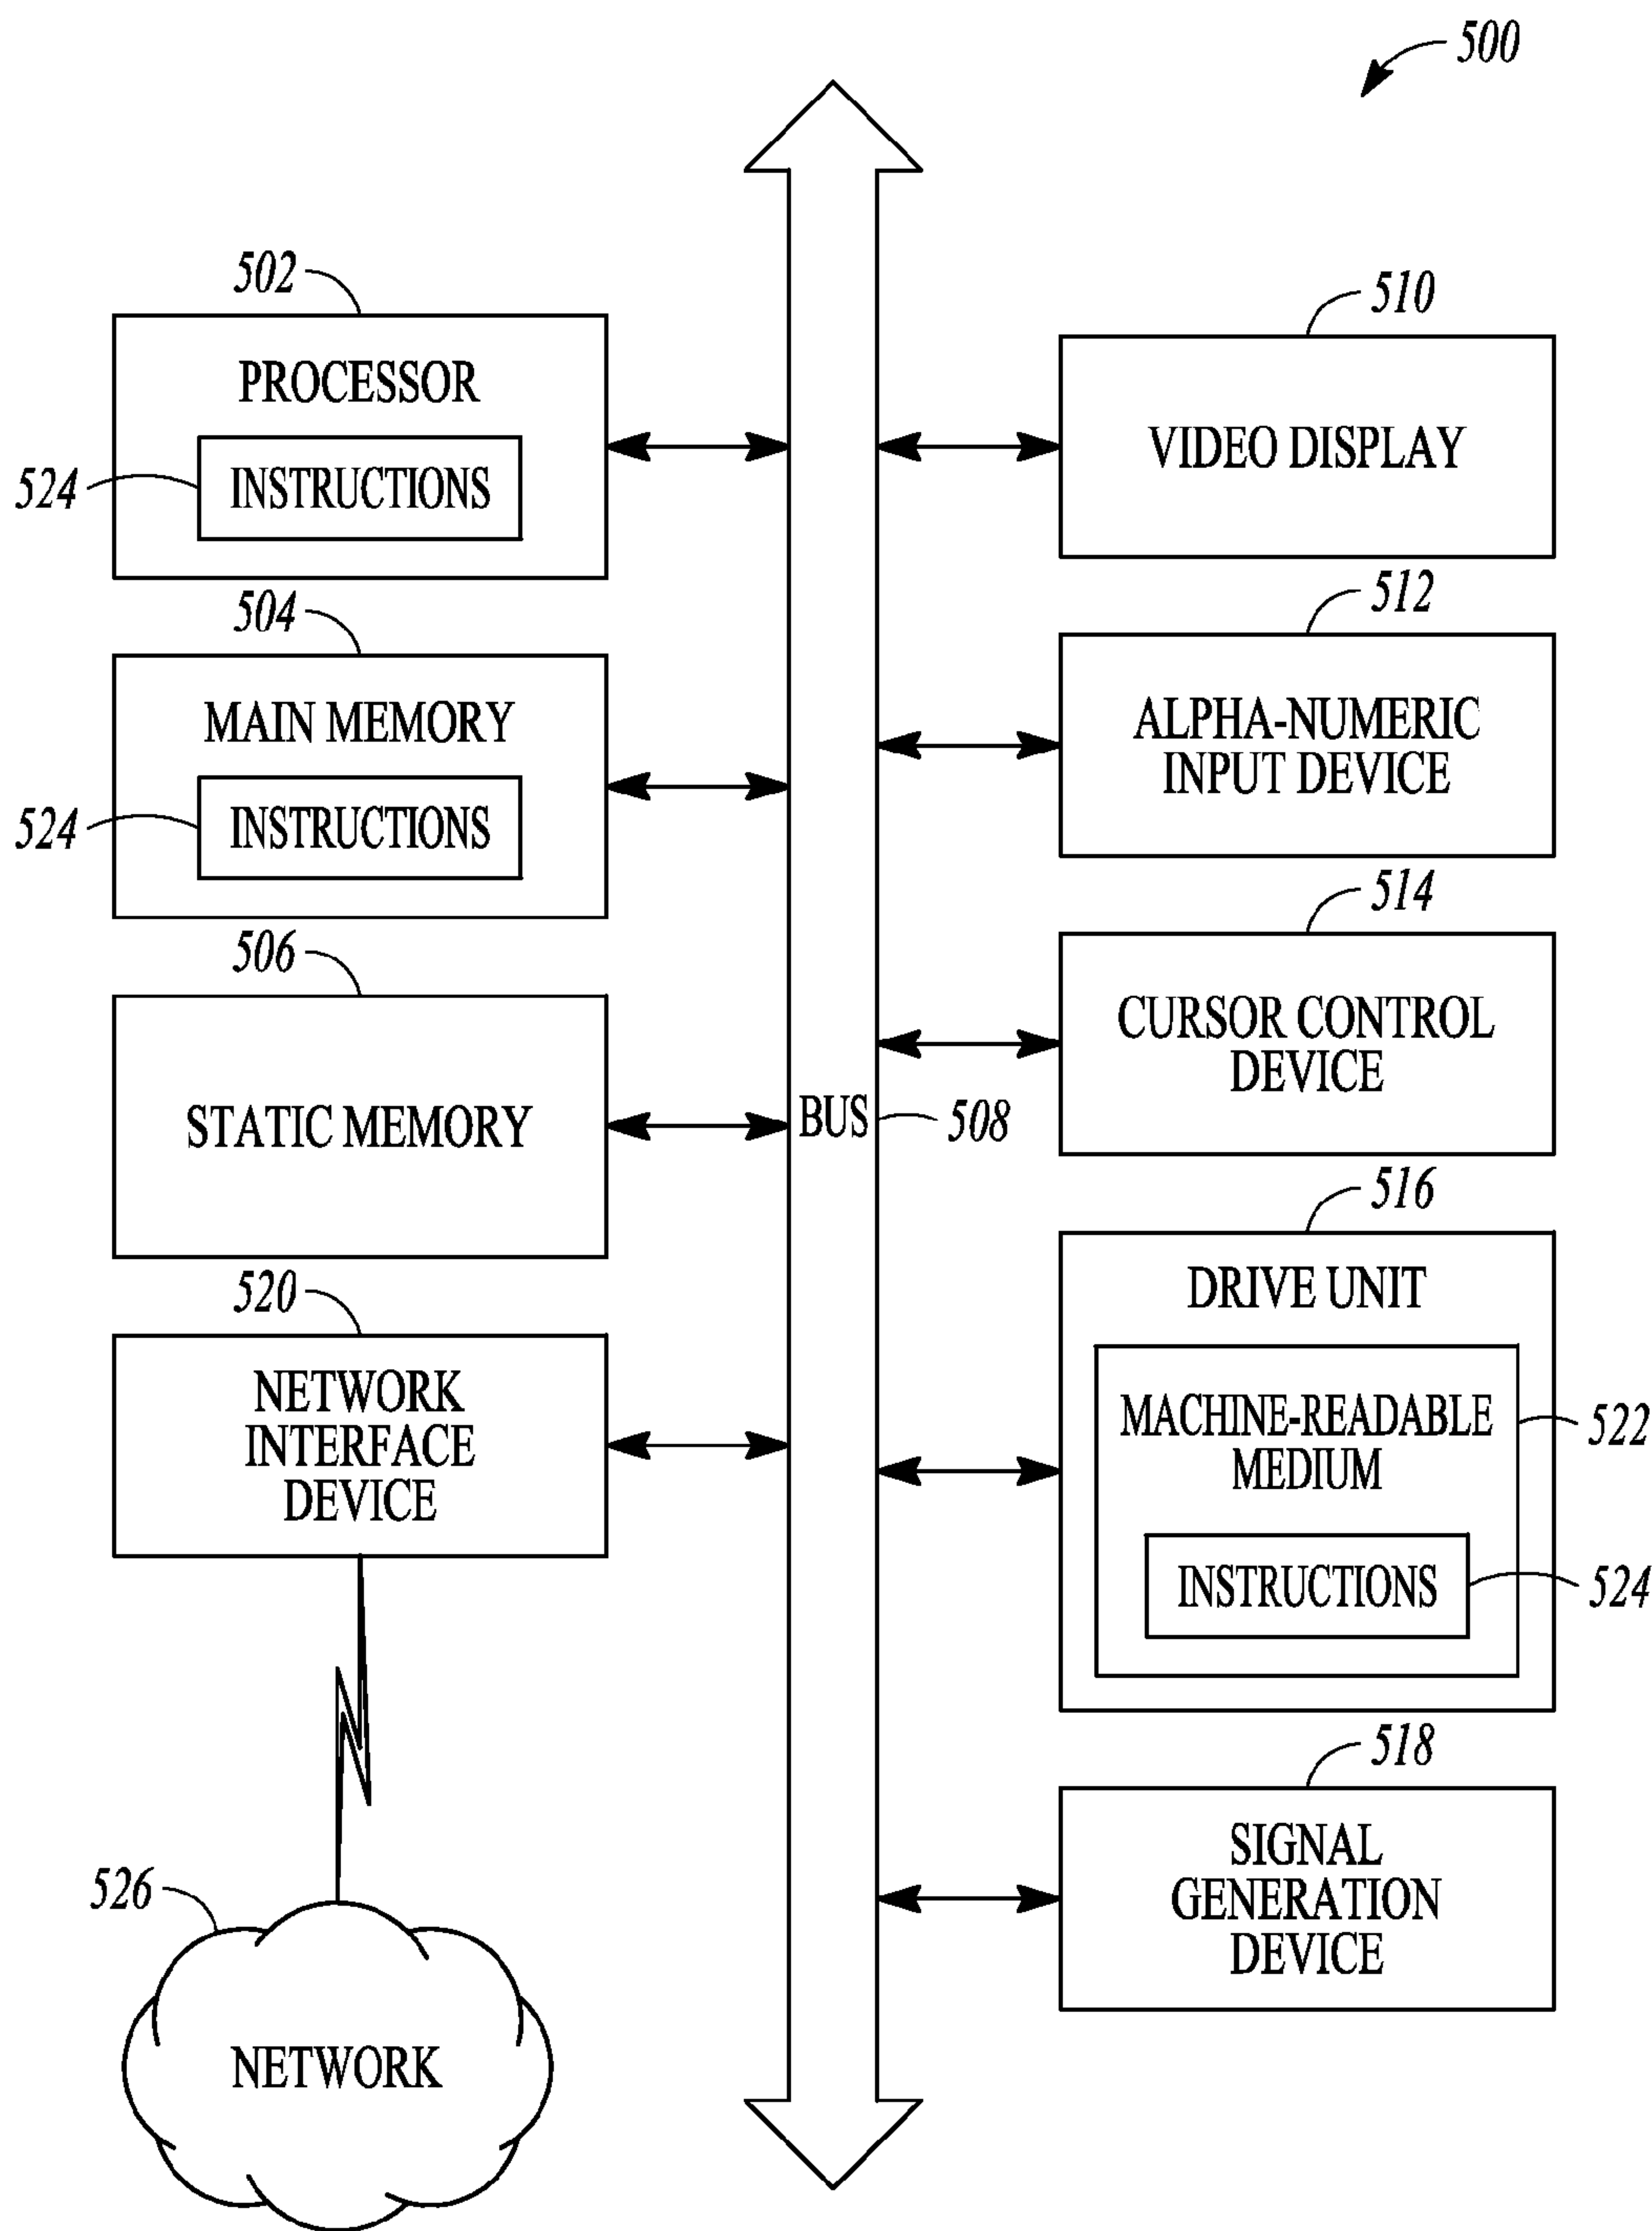 500
502
PROCESSOR
524
INSTRUCTIONS
504
MAIN MEMORY
524
INSTRUCTIONS
506
STATIC MEMORY
520
NETWORK
INTERFACE
DEVICE
526
NETWORK
BUS
508
510
VIDEO DISPLAY
512
ALPHA-NUMERIC
INPUT DEVICE
514
CURSOR CONTROL
DEVICE
516
DRIVE UNIT
MACHINE-READABLE
MEDIUM
522
INSTRUCTIONS
524
518
SIGNAL
GENERATION
DEVICE